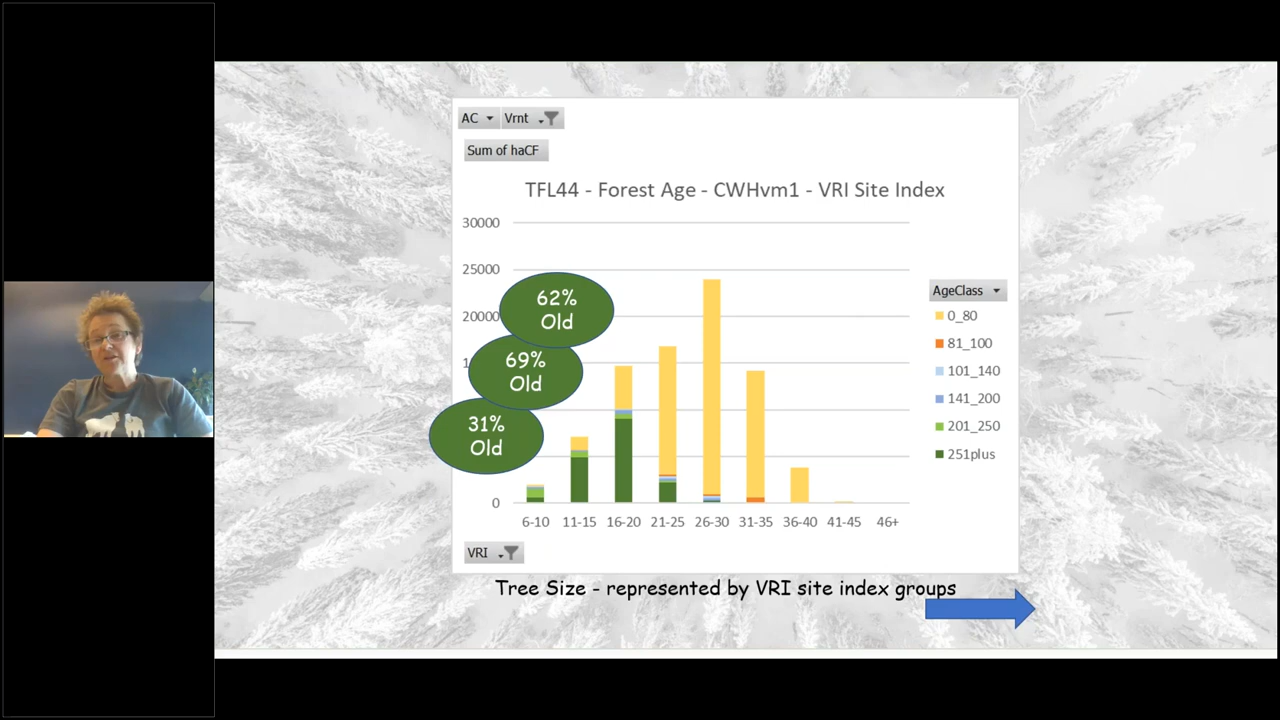 AC Vrnt
Sum of haCF
TFL44 - Forest Age - CWHvm1 - VRI Site Index
30000
25000
20000
1
0
62%
Old
69%
Old
31%
Old
6-10 11-15 16-20 21-25 26-30 31-35 36-40 41-45 46+
AgeClass
0_80
81_100
101_140
141_200
201_250
251plus
VRI
Tree Size - represented by VRI site index groups